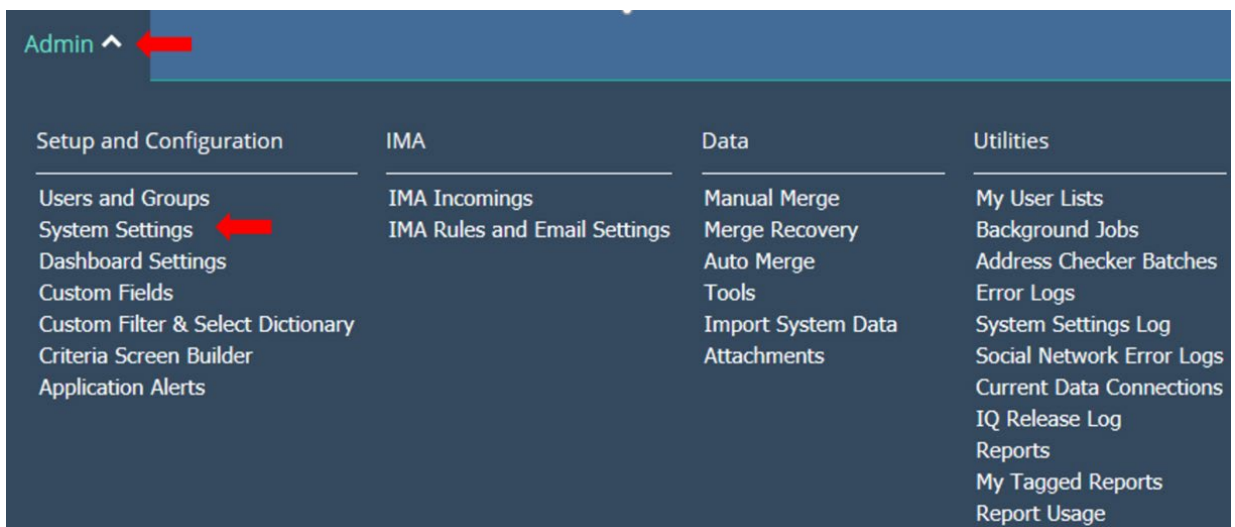 Admin
Setup and Configuration
Users and Groups
System Settings
Dashboard Settings
Custom Fields
Custom Filter & Select Dictionary
Criteria Screen Builder
Application Alerts
IMA
IMA Incomings
IMA Rules and Email Settings
Data
Manual Merge
Merge Recovery
Auto Merge
Tools
Import System Data
Attachments
Utilities
My User Lists
Background Jobs
Address Checker Batches
Error Logs
System Settings Log
Social Network Error Logs
Current Data Connections
IQ Release Log
Reports
My Tagged Reports
Report Usage